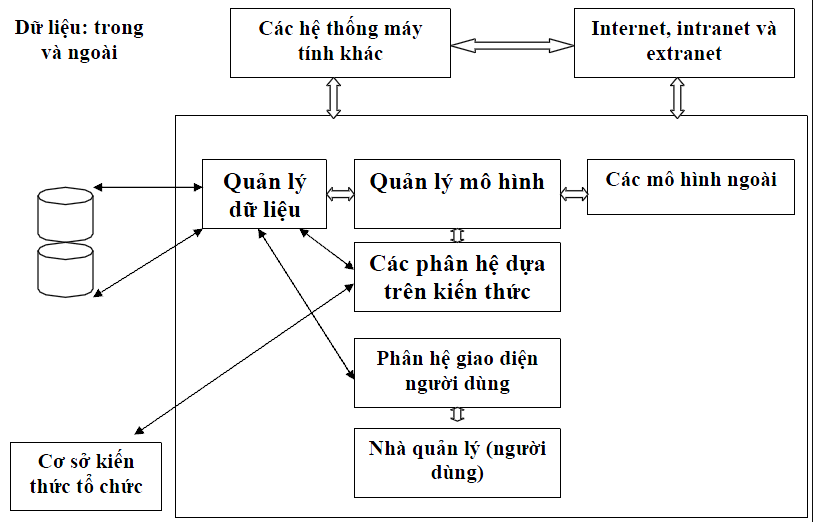 Dữ liệu: trong
và ngoài
Các hệ thống máy
tính khác
Internet, intranet và
extranet
Quản lý
dữ liệu
Quản lý mô hình
Các mô hình ngoài
Các phân hệ dựa
trên kiến thức
Phân hệ giao diện
người dùng
Nhà quản lý (người
dùng)
Cơ sở kiến
thức tổ chức